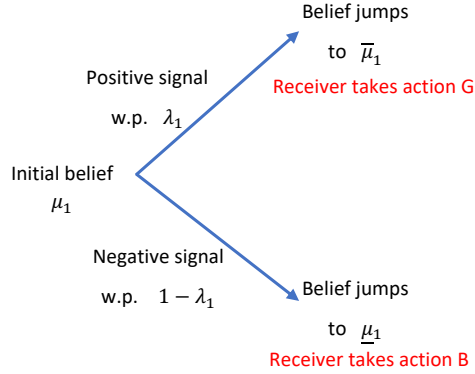 Belief jumps
to μ̅₁
Receiver takes action G
Positive signal
w.p. λ₁
Initial belief
μ₁
Negative signal
w.p. 1 − λ₁
Belief jumps
to μ̲₁
Receiver takes action B